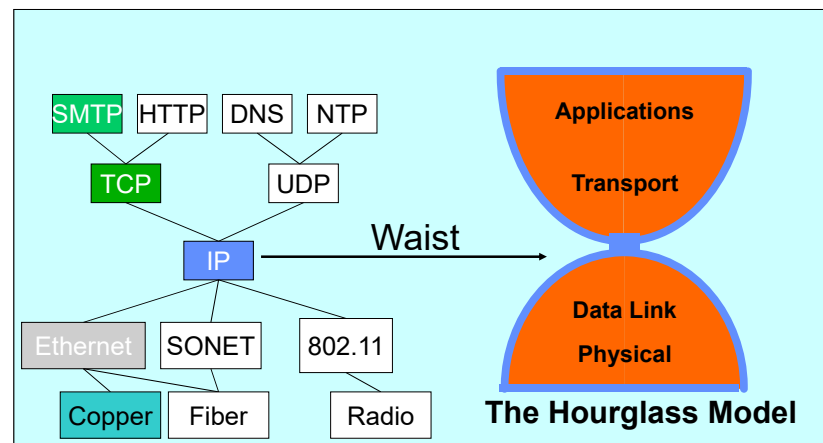 SMTP HTTP DNS NTP
TCP UDP
IP
Waist
Ethernet SONET 802.11
Copper Fiber Radio
Applications
Transport
Data Link
Physical
The Hourglass Model